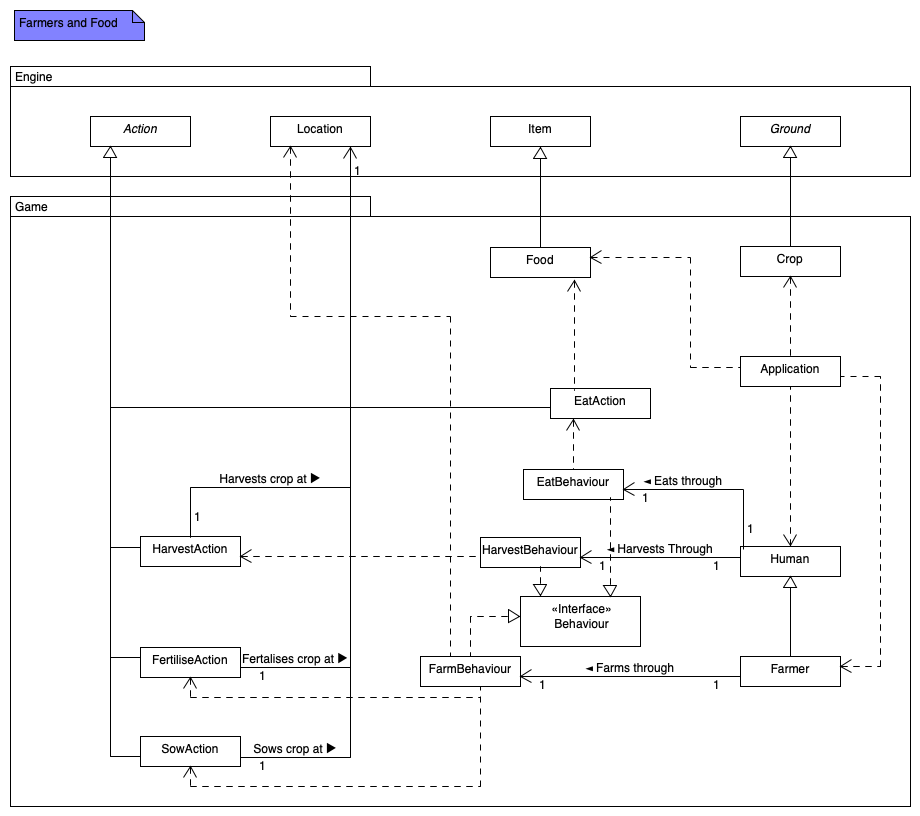 Farmers and Food
Engine
Action
Location
Item
Ground
1
Game
Food
Crop
Application
EatAction
Harvests crop at ▶
EatBehaviour
◄ Eats through
1
1
1
HarvestAction
HarvestBehaviour
◄ Harvests Through
1
1
Human
«Interface»
Behaviour
FertiliseAction
Fertalises crop at ▶
1
FarmBehaviour
◄ Farms through
1
1
Farmer
SowAction
Sows crop at ▶
1